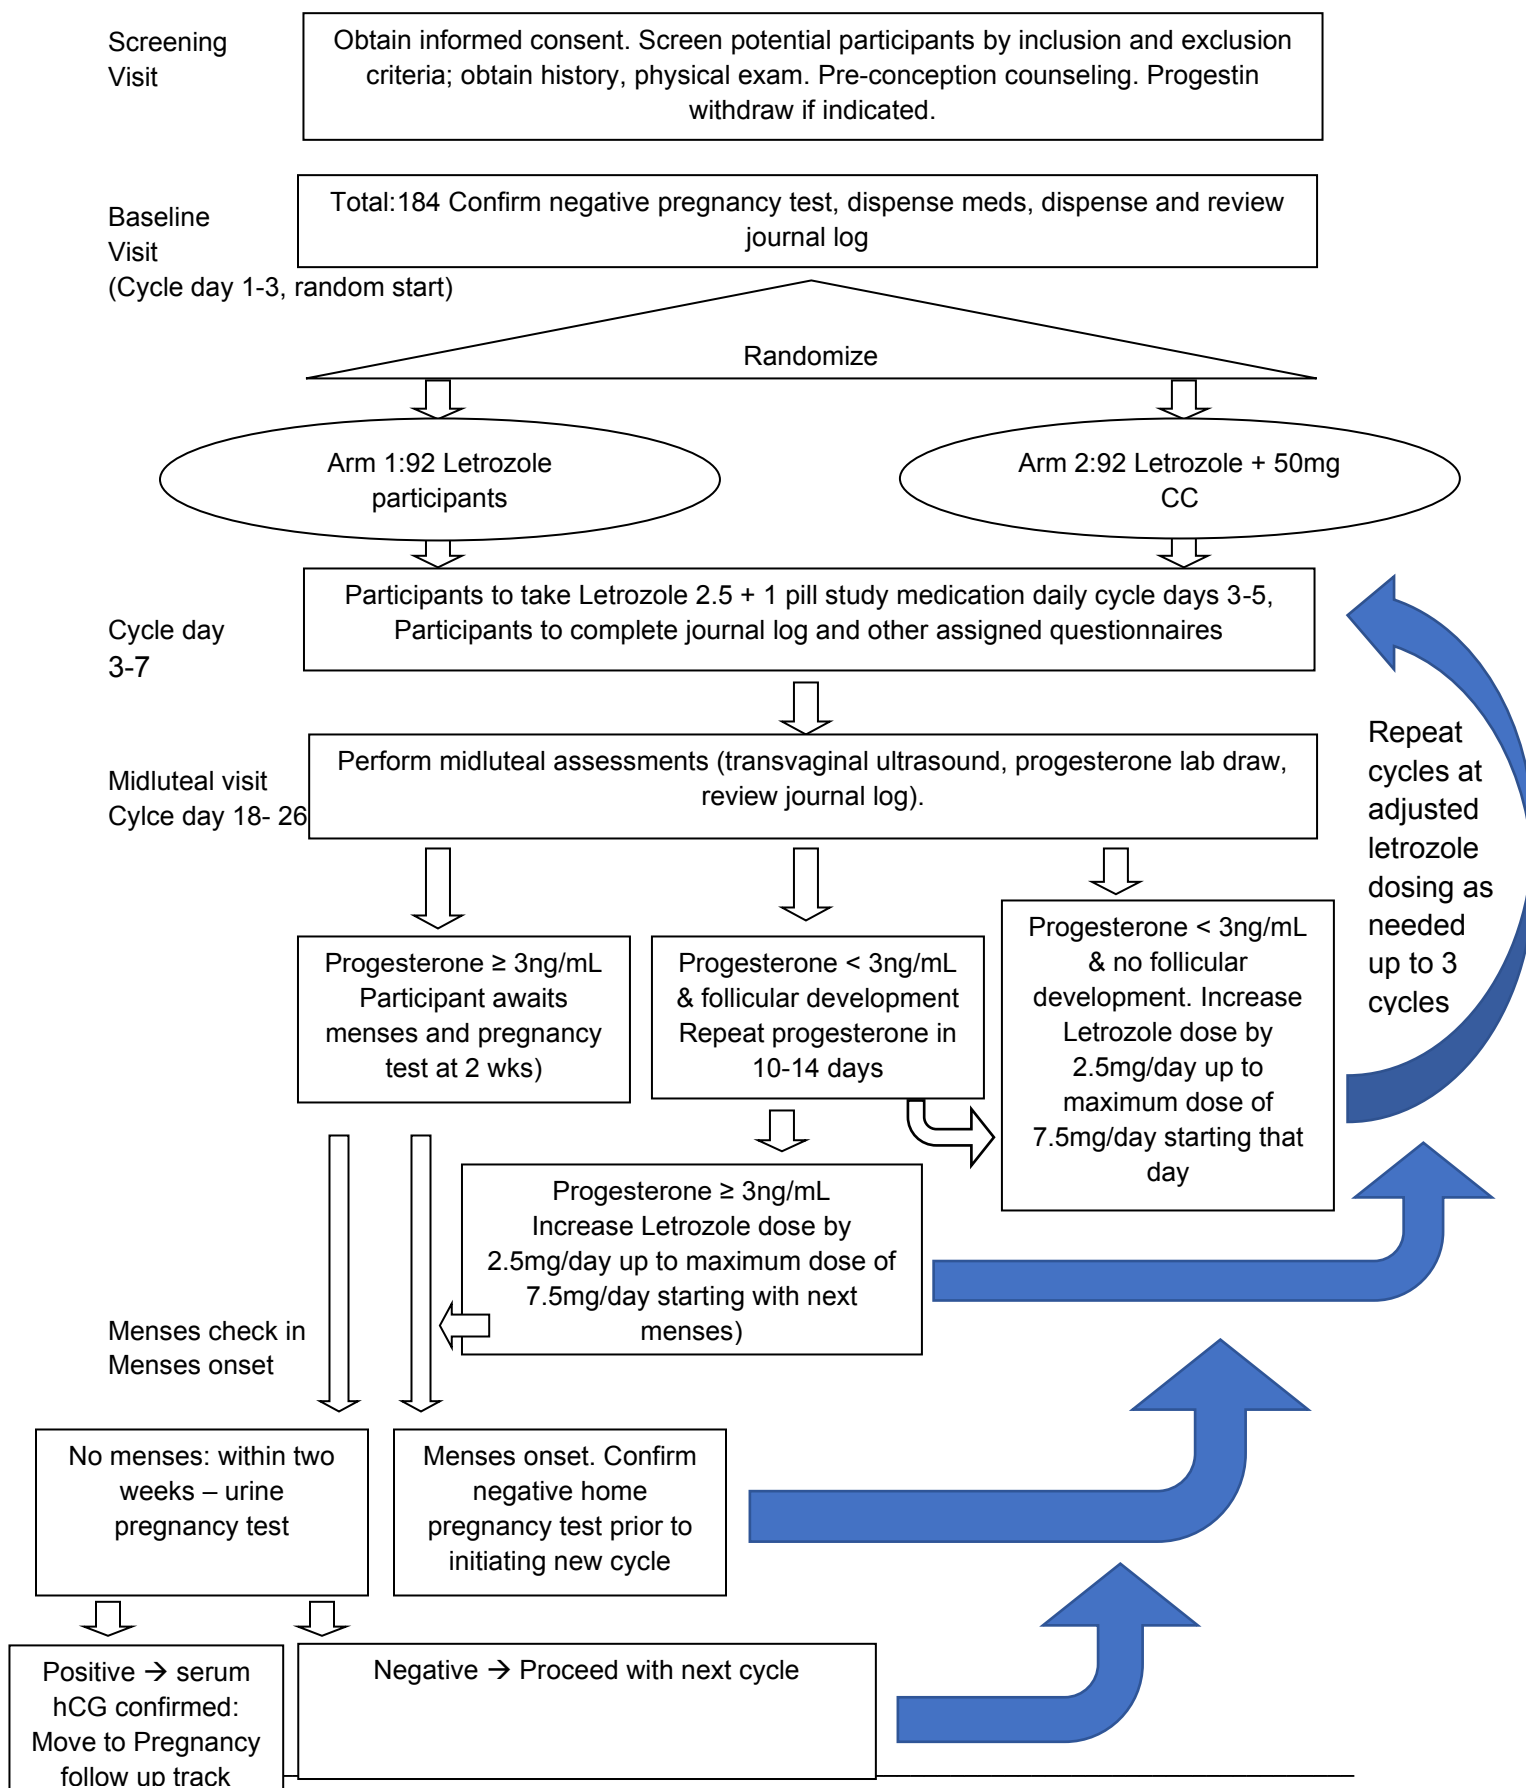 Screening
Visit
Obtain informed consent. Screen potential participants by inclusion and exclusion
criteria; obtain history, physical exam. Pre-conception counseling. Progestin
withdraw if indicated.
Baseline
Visit
(Cycle day 1-3, random start)
Total:184 Confirm negative pregnancy test, dispense meds, dispense and review
journal log
Randomize
Arm 1:92 Letrozole
participants
Arm 2:92 Letrozole + 50mg
CC
Cycle day
3-7
Participants to take Letrozole 2.5 + 1 pill study medication daily cycle days 3-5,
Participants to complete journal log and other assigned questionnaires
Midluteal visit
Cylce day 18- 26
Perform midluteal assessments (transvaginal ultrasound, progesterone lab draw,
review journal log).
Repeat
cycles at
adjusted
letrozole
dosing as
needed
up to 3
cycles
Progesterone ≥ 3ng/mL
Participant awaits
menses and pregnancy
test at 2 wks)
Progesterone < 3ng/mL
& follicular development
Repeat progesterone in
10-14 days
Progesterone < 3ng/mL
& no follicular
development. Increase
Letrozole dose by
2.5mg/day up to
maximum dose of
7.5mg/day starting that
day
Progesterone ≥ 3ng/mL
Increase Letrozole dose by
2.5mg/day up to maximum dose of
7.5mg/day starting with next
menses)
Menses check in
Menses onset
No menses: within two
weeks – urine
pregnancy test
Menses onset. Confirm
negative home
pregnancy test prior to
initiating new cycle
Positive → serum
hCG confirmed:
Move to Pregnancy
follow up track
Negative → Proceed with next cycle